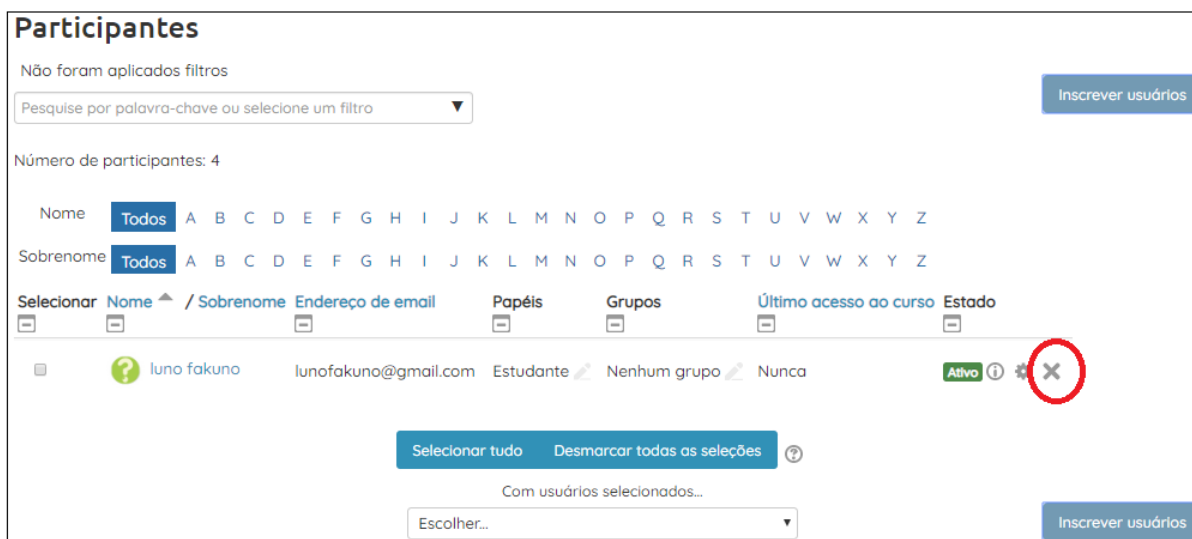 Participantes
Não foram aplicados filtros
Pesquise por palavra-chave ou selecione um filtro
Inscrever usuários
Número de participantes: 4
Nome Todos A B C D E F G H I J K L M N O P Q R S T U V W X Y Z
Sobrenome Todos A B C D E F G H I J K L M N O P Q R S T U V W X Y Z
Selecionar Nome / Sobrenome Endereço de email Papéis Grupos Último acesso ao curso Estado
luno fakuno lunofakuno@gmail.com Estudante Nenhum grupo Nunca Ativo
Selecionar tudo Desmarcar todas as seleções
Com usuários selecionados...
Escolher...
Inscrever usuários